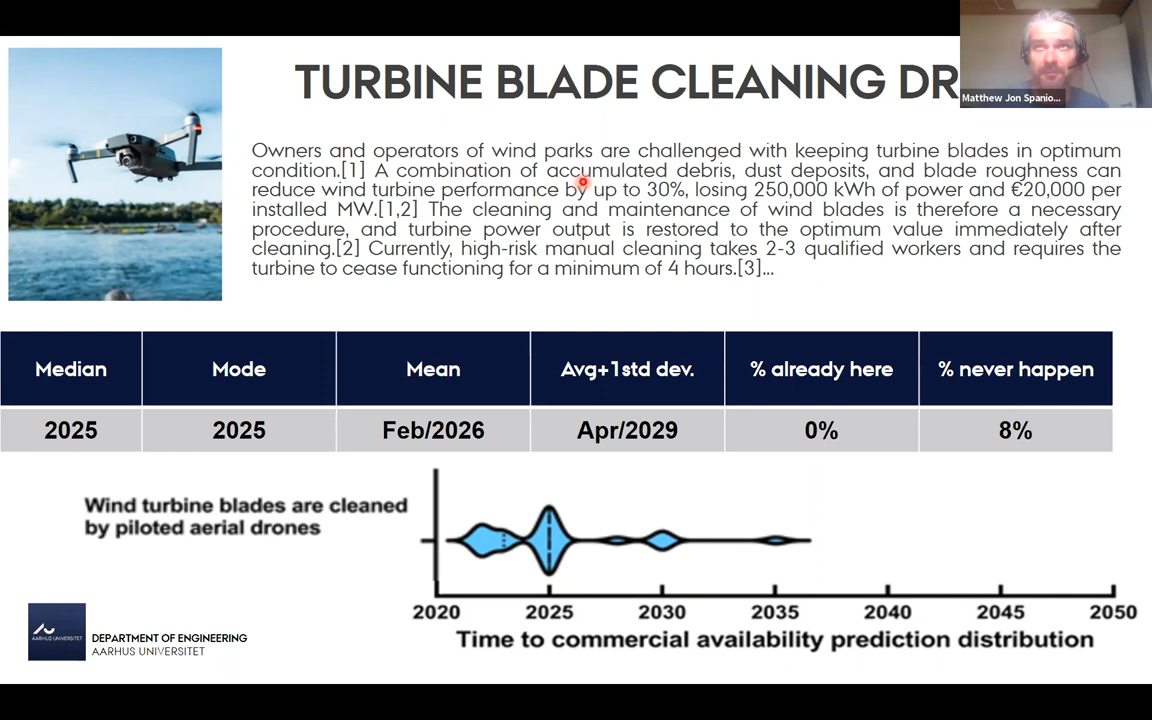 TURBINE BLADE CLEANING DR
Matthew Jon Spanio...
Owners and operators of wind parks are challenged with keeping turbine blades in optimum
condition.[1] A combination of accumulated debris, dust deposits, and blade roughness can
reduce wind turbine performance by up to 30%, losing 250,000 kWh of power and €20,000 per
installed MW.[1,2] The cleaning and maintenance of wind blades is therefore a necessary
procedure, and turbine power output is restored to the optimum value immediately after
cleaning.[2] Currently, high-risk manual cleaning takes 2-3 qualified workers and requires the
turbine to cease functioning for a minimum of 4 hours.[3]...
Median Mode Mean Avg+1std dev. % already here % never happen
2025 2025 Feb/2026 Apr/2029 0% 8%
Wind turbine blades are cleaned
by piloted aerial drones
2020 2025 2030 2035 2040 2045 2050
Time to commercial availability prediction distribution
AARHUS UNIVERSITET
DEPARTMENT OF ENGINEERING
AARHUS UNIVERSITET